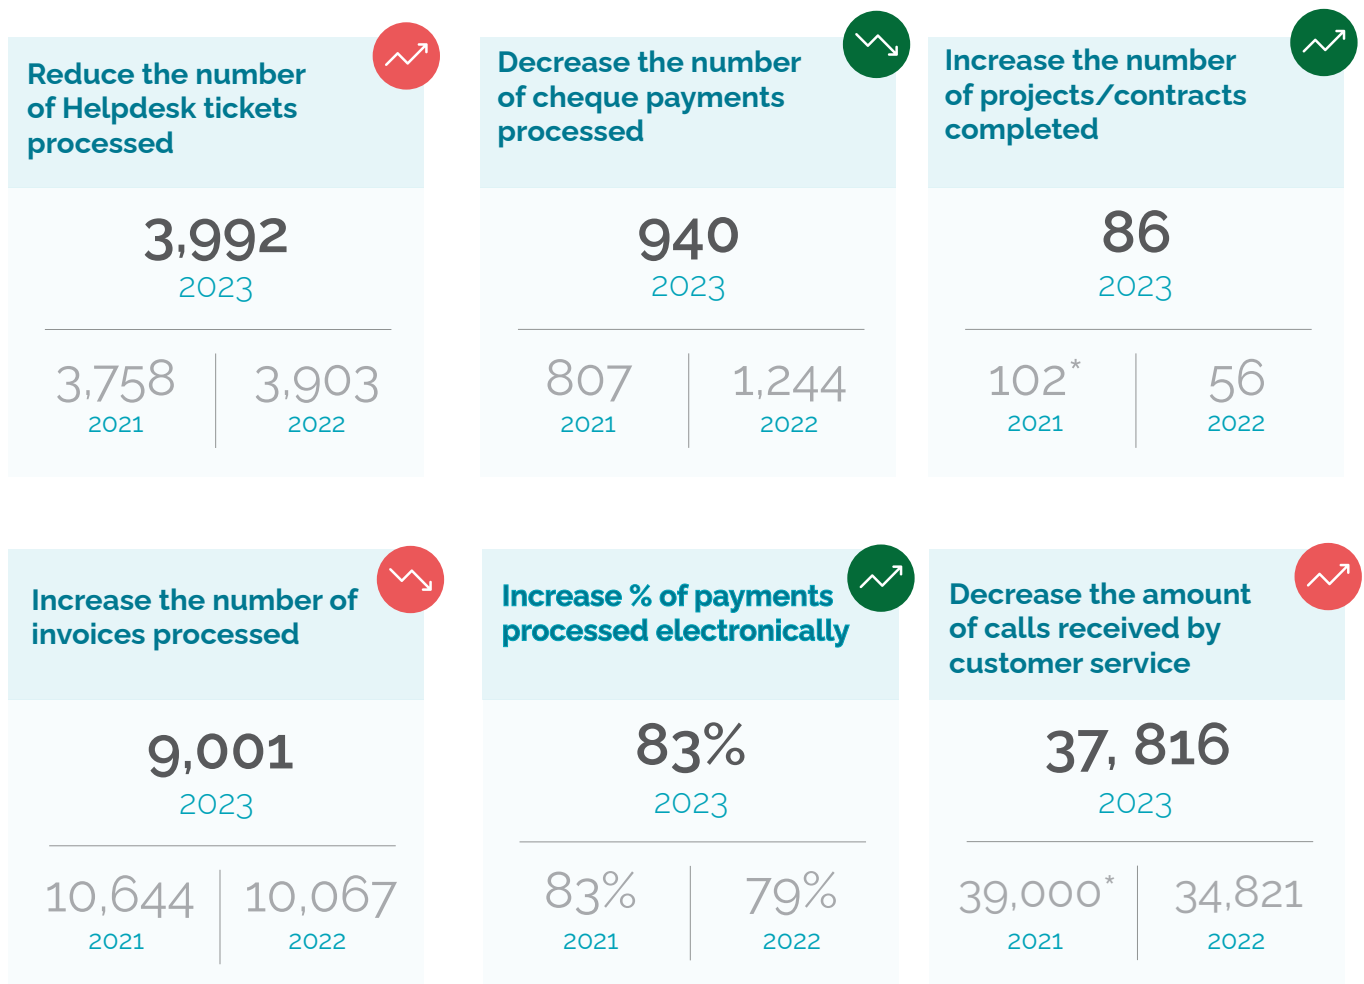 Reduce the number
of Helpdesk tickets
processed
3,992
2023
3,758
2021
3,903
2022
Decrease the number
of cheque payments
processed
940
2023
807
2021
1,244
2022
Increase the number
of projects/contracts
completed
86
2023
102*
2021
56
2022
Increase the number of
invoices processed
9,001
2023
10,644
2021
10,067
2022
Increase % of payments
processed electronically
83%
2023
83%
2021
79%
2022
Decrease the amount
of calls received by
customer service
37, 816
2023
39,000*
2021
34,821
2022